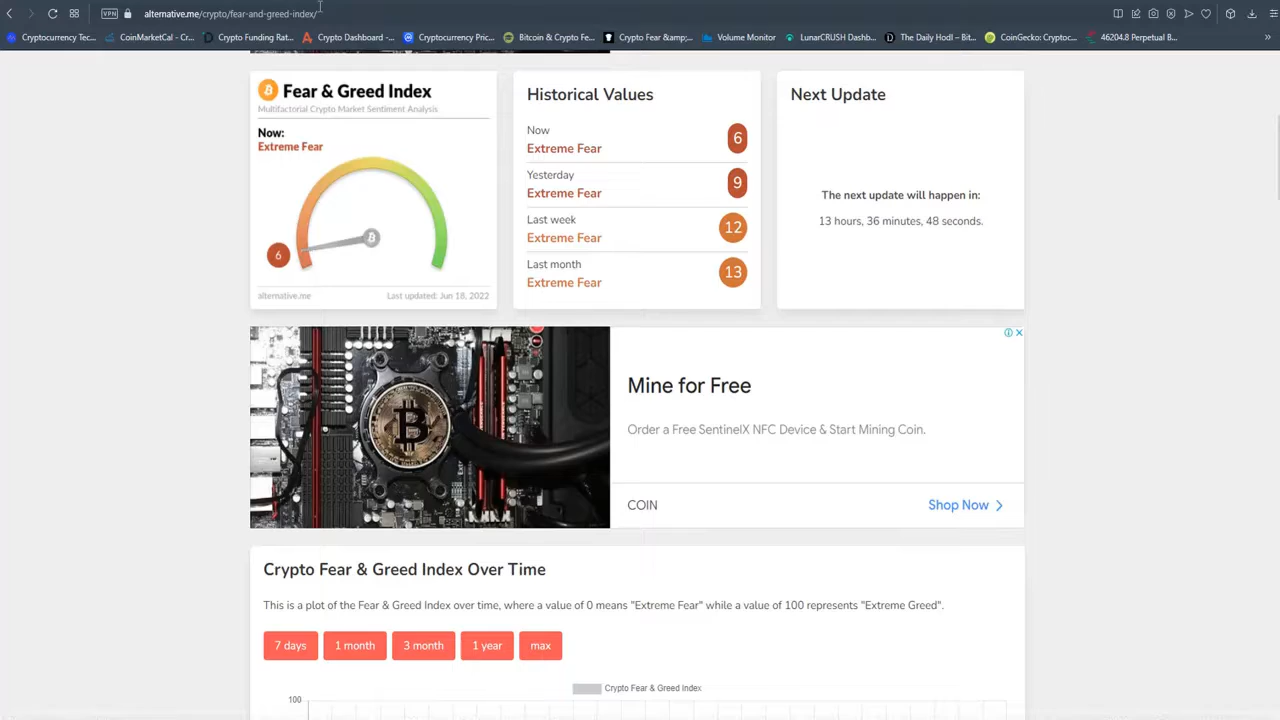 VPN
alternative.me/crypto/fear-and-greed-index/
Cryptocurrency Tec...
CoinMarketCal - Cr...
Crypto Funding Rat...
Crypto Dashboard -...
Cryptocurrency Pric...
Bitcoin & Crypto Fe...
Crypto Fear &amp;...
Volume Monitor
LunarCRUSH Dashb...
The Daily Hodl – Bit...
CoinGecko: Cryptoc...
46204.8 Perpetual B...
Fear & Greed Index
Multifactorial Crypto Market Sentiment Analysis
Now:
Extreme Fear
6
alternative.me
Last updated: Jun 18, 2022
Historical Values
Now
Extreme Fear
6
Yesterday
Extreme Fear
9
Last week
Extreme Fear
12
Last month
Extreme Fear
13
Next Update
The next update will happen in:
13 hours, 36 minutes, 48 seconds.
Mine for Free
Order a Free SentinelX NFC Device & Start Mining Coin.
COIN
Shop Now
Crypto Fear & Greed Index Over Time
This is a plot of the Fear & Greed Index over time, where a value of 0 means "Extreme Fear" while a value of 100 represents "Extreme Greed".
7 days
1 month
3 month
1 year
max
Crypto Fear & Greed Index
100